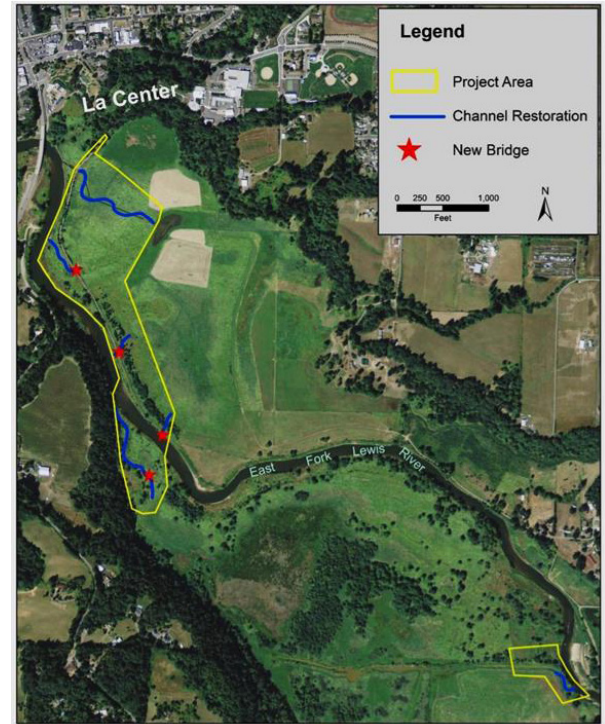 Legend
Project Area
Channel Restoration
New Bridge
0 250 500 1,000
Feet
N
La Center
East Fork Lewis River